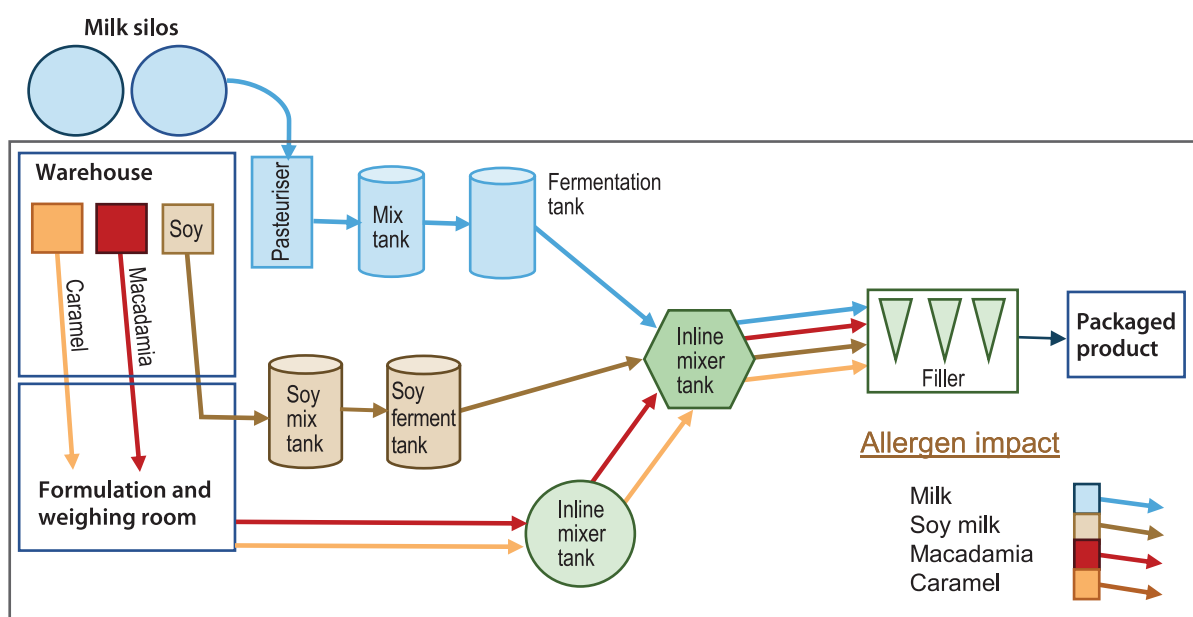 Milk silos
Warehouse
Soy
Caramel
Macadamia
Pasteuriser
Mix
tank
Fermentation
tank
Soy
mix
tank
Soy
ferment
tank
Inline
mixer
tank
Filler
Packaged
product
Formulation and
weighing room
Inline
mixer
tank
Allergen impact
Milk
Soy milk
Macadamia
Caramel